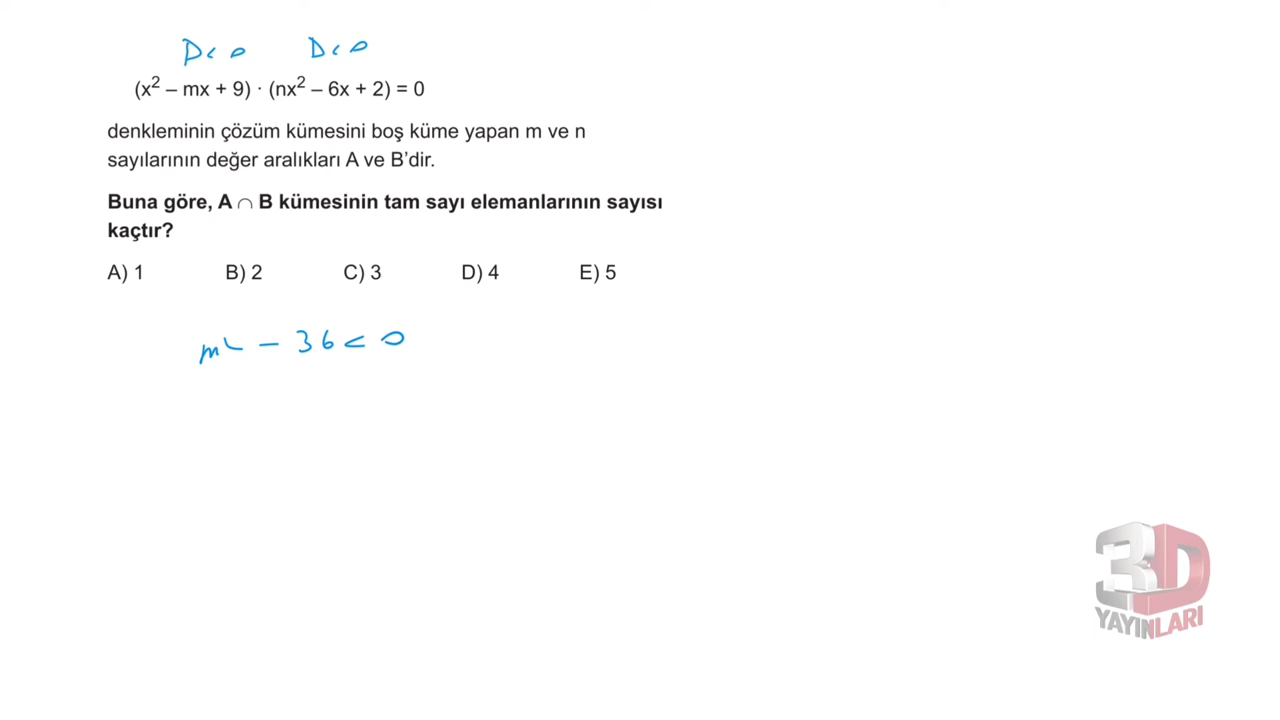 D < 0 D < 0
(x² – mx + 9) · (nx² – 6x + 2) = 0
denkleminin çözüm kümesini boş küme yapan m ve n
sayılarının değer aralıkları A ve B’dir.
Buna göre, A ∩ B kümesinin tam sayı elemanlarının sayısı
kaçtır?
A) 1 B) 2 C) 3 D) 4 E) 5
m² – 36 < 0
3D
YAYINLARI